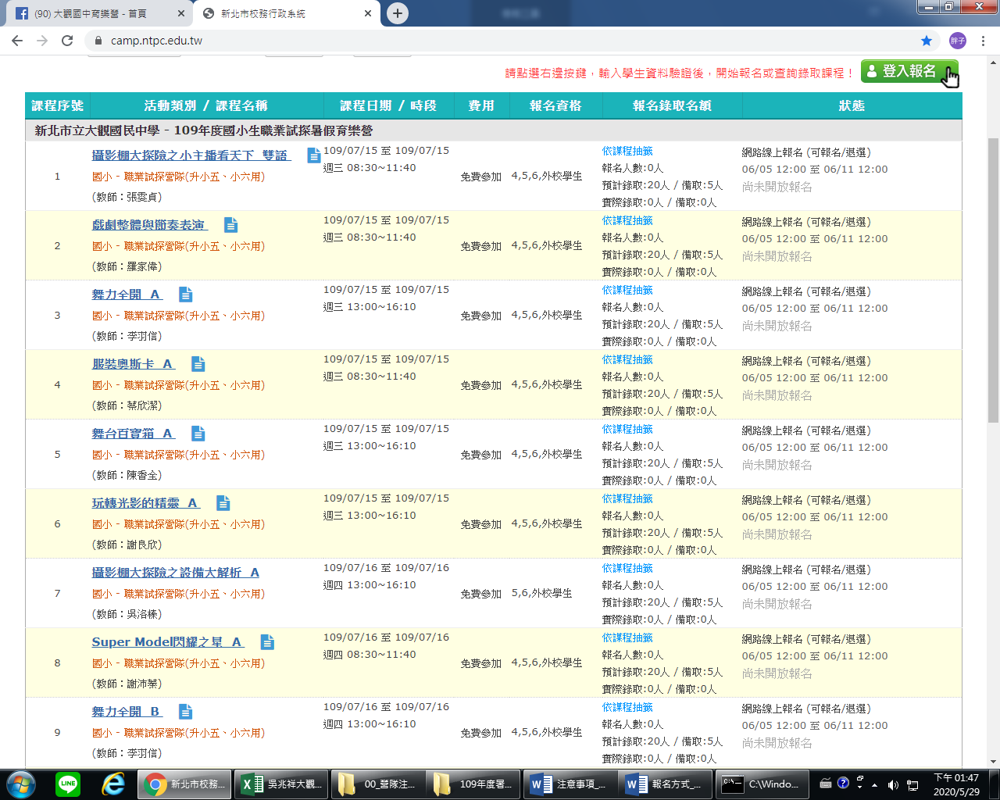 (90) 大觀國中育樂營 - 首頁
新北市校務行政系統
camp.ntpc.edu.tw
胖子
請點選右邊按鍵，輸入學生資料驗證後，開始報名或查詢錄取課程！ 登入報名
課程序號 活動類別 / 課程名稱 課程日期 / 時段 費用 報名資格 報名錄取名額 狀態
新北市立大觀國民中學 - 109年度國小生職業試探暑假育樂營
1
攝影棚大探險之小主播看天下 雙語
國小 - 職業試探營隊(升小五、小六用)
(教師：張雯貞)
109/07/15 至 109/07/15
週三 08:30~11:40
免費參加
4,5,6,外校學生
依課程抽籤
報名人數:0人
預計錄取:20人 / 備取:5人
實際錄取:0人 / 備取:0人
網路線上報名 (可報名/退選)
06/05 12:00 至 06/11 12:00
尚未開放報名
2
戲劇整體與節奏表演
國小 - 職業試探營隊(升小五、小六用)
(教師：羅家偉)
109/07/15 至 109/07/15
週三 08:30~11:40
免費參加
4,5,6,外校學生
依課程抽籤
報名人數:0人
預計錄取:20人 / 備取:5人
實際錄取:0人 / 備取:0人
網路線上報名 (可報名/退選)
06/05 12:00 至 06/11 12:00
尚未開放報名
3
舞力全開 A
國小 - 職業試探營隊(升小五、小六用)
(教師：李羽信)
109/07/15 至 109/07/15
週三 13:00~16:10
免費參加
4,5,6,外校學生
依課程抽籤
報名人數:0人
預計錄取:20人 / 備取:5人
實際錄取:0人 / 備取:0人
網路線上報名 (可報名/退選)
06/05 12:00 至 06/11 12:00
尚未開放報名
4
服裝奧斯卡 A
國小 - 職業試探營隊(升小五、小六用)
(教師：蔡欣潔)
109/07/15 至 109/07/15
週三 08:30~11:40
免費參加
4,5,6,外校學生
依課程抽籤
報名人數:0人
預計錄取:20人 / 備取:5人
實際錄取:0人 / 備取:0人
網路線上報名 (可報名/退選)
06/05 12:00 至 06/11 12:00
尚未開放報名
5
舞台百寶箱 A
國小 - 職業試探營隊(升小五、小六用)
(教師：陳香全)
109/07/15 至 109/07/15
週三 13:00~16:10
免費參加
4,5,6,外校學生
依課程抽籤
報名人數:0人
預計錄取:20人 / 備取:5人
實際錄取:0人 / 備取:0人
網路線上報名 (可報名/退選)
06/05 12:00 至 06/11 12:00
尚未開放報名
6
玩轉光影的精靈 A
國小 - 職業試探營隊(升小五、小六用)
(教師：謝良欣)
109/07/15 至 109/07/15
週三 13:00~16:10
免費參加
4,5,6,外校學生
依課程抽籤
報名人數:0人
預計錄取:20人 / 備取:5人
實際錄取:0人 / 備取:0人
網路線上報名 (可報名/退選)
06/05 12:00 至 06/11 12:00
尚未開放報名
7
攝影棚大探險之設備大解析 A
國小 - 職業試探營隊(升小五、小六用)
(教師：吳洛榛)
109/07/16 至 109/07/16
週四 13:00~16:10
免費參加
5,6,外校學生
依課程抽籤
報名人數:0人
預計錄取:20人 / 備取:5人
實際錄取:0人 / 備取:0人
網路線上報名 (可報名/退選)
06/05 12:00 至 06/11 12:00
尚未開放報名
8
Super Model閃耀之星 A
國小 - 職業試探營隊(升小五、小六用)
(教師：謝沛棻)
109/07/16 至 109/07/16
週四 08:30~11:40
免費參加
4,5,6,外校學生
依課程抽籤
報名人數:0人
預計錄取:20人 / 備取:5人
實際錄取:0人 / 備取:0人
網路線上報名 (可報名/退選)
06/05 12:00 至 06/11 12:00
尚未開放報名
9
舞力全開 B
國小 - 職業試探營隊(升小五、小六用)
(教師：李羽信)
109/07/16 至 109/07/16
週四 13:00~16:10
免費參加
4,5,6,外校學生
依課程抽籤
報名人數:0人
預計錄取:20人 / 備取:5人
實際錄取:0人 / 備取:0人
網路線上報名 (可報名/退選)
06/05 12:00 至 06/11 12:00
尚未開放報名
LINE
新北市校務...
吳兆祥大觀...
00_營隊注...
109年度暑...
注意事項_...
報名方式_...
C:\Windo...
下午 01:47
2020/5/29